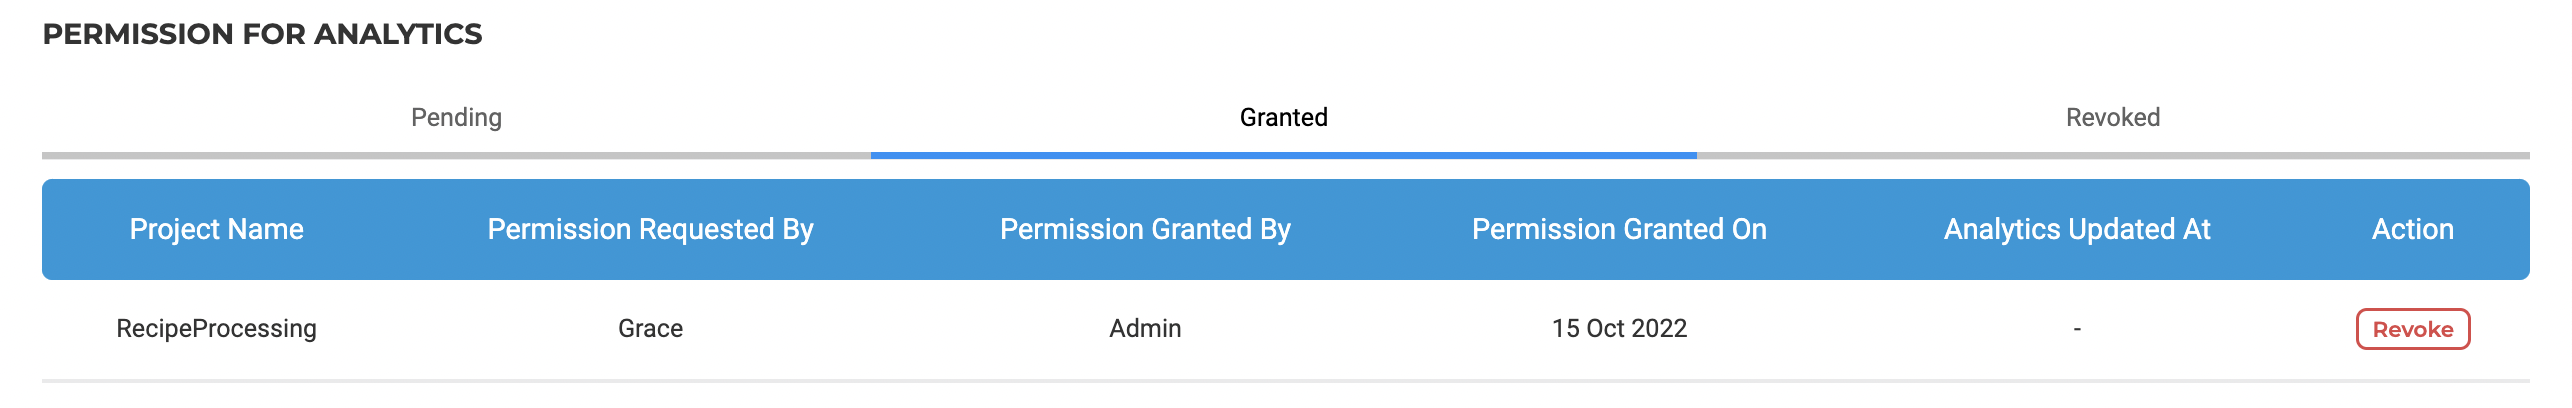 PERMISSION FOR ANALYTICS
Pending Granted Revoked
Project Name Permission Requested By Permission Granted By Permission Granted On Analytics Updated At Action
RecipeProcessing Grace Admin 15 Oct 2022 - Revoke